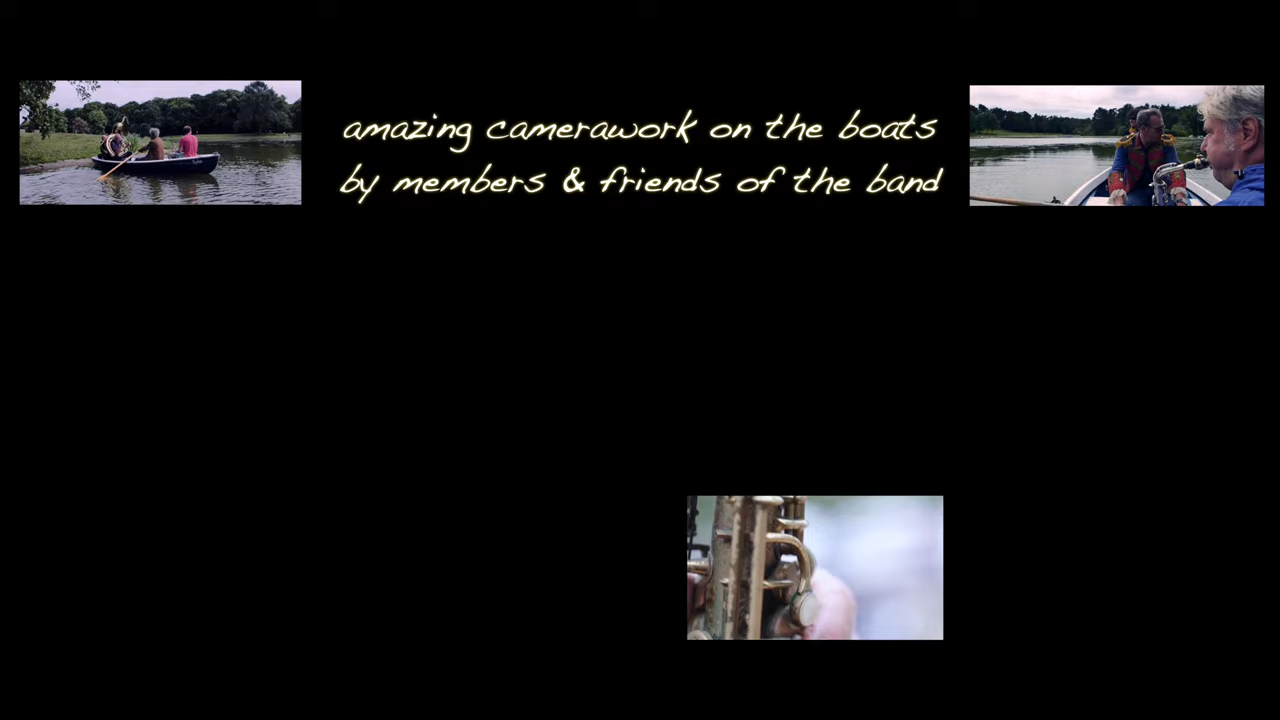 amazing camerawork on the boats
by members & friends of the band